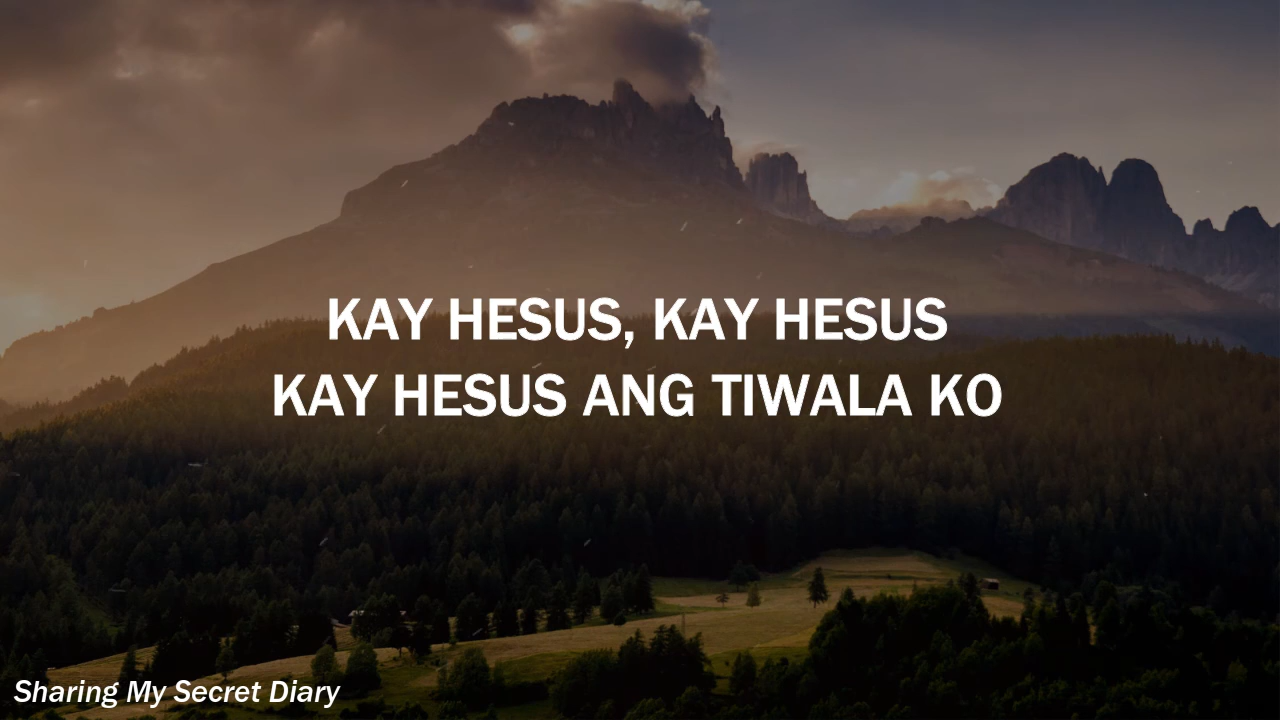 KAY HESUS, KAY HESUS
KAY HESUS ANG TIWALA KO
Sharing My Secret Diary